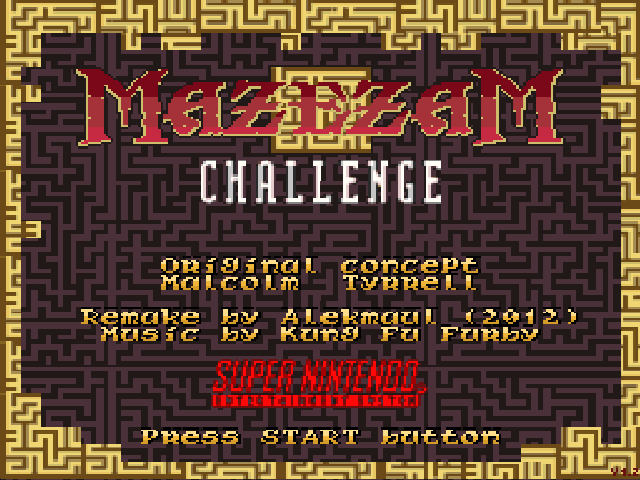 MAZEZAM
CHALLENGE
Original concept
Malcolm Tyrrell
Remake by Alekmaul (2012)
Music by Kung Fu Furby
SUPER NINTENDO
ENTERTAINMENT SYSTEM
Press START button